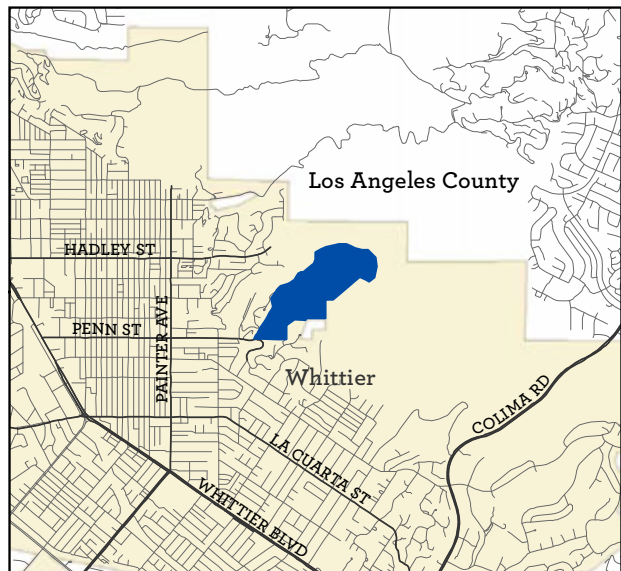 Los Angeles County
HADLEY ST
PAINTER AVE
PENN ST
Whittier
COLIMA RD
LA CUARTA ST
WHITTIER BLVD